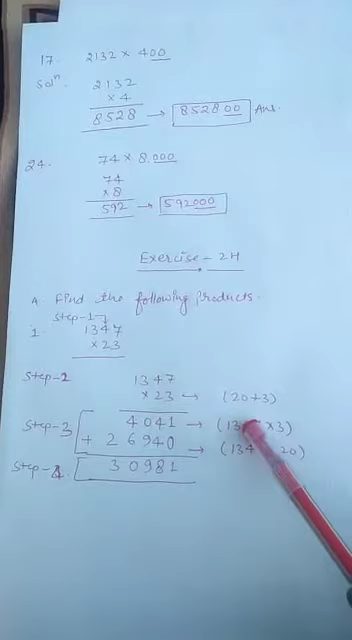 17. 2132 × 400
Solⁿ. 2132
× 4
8528 → 852800 Ans.
24. 74 × 8,000
74
×8
592 → 592000
Exercise - 2H
A. Find the following products.
Step-1
1. 1347
×23
Step-2 1347
×23 → (20+3)
Step-3 4041 → (13 ×3)
+ 26940 → (134 20)
Step-4 30981